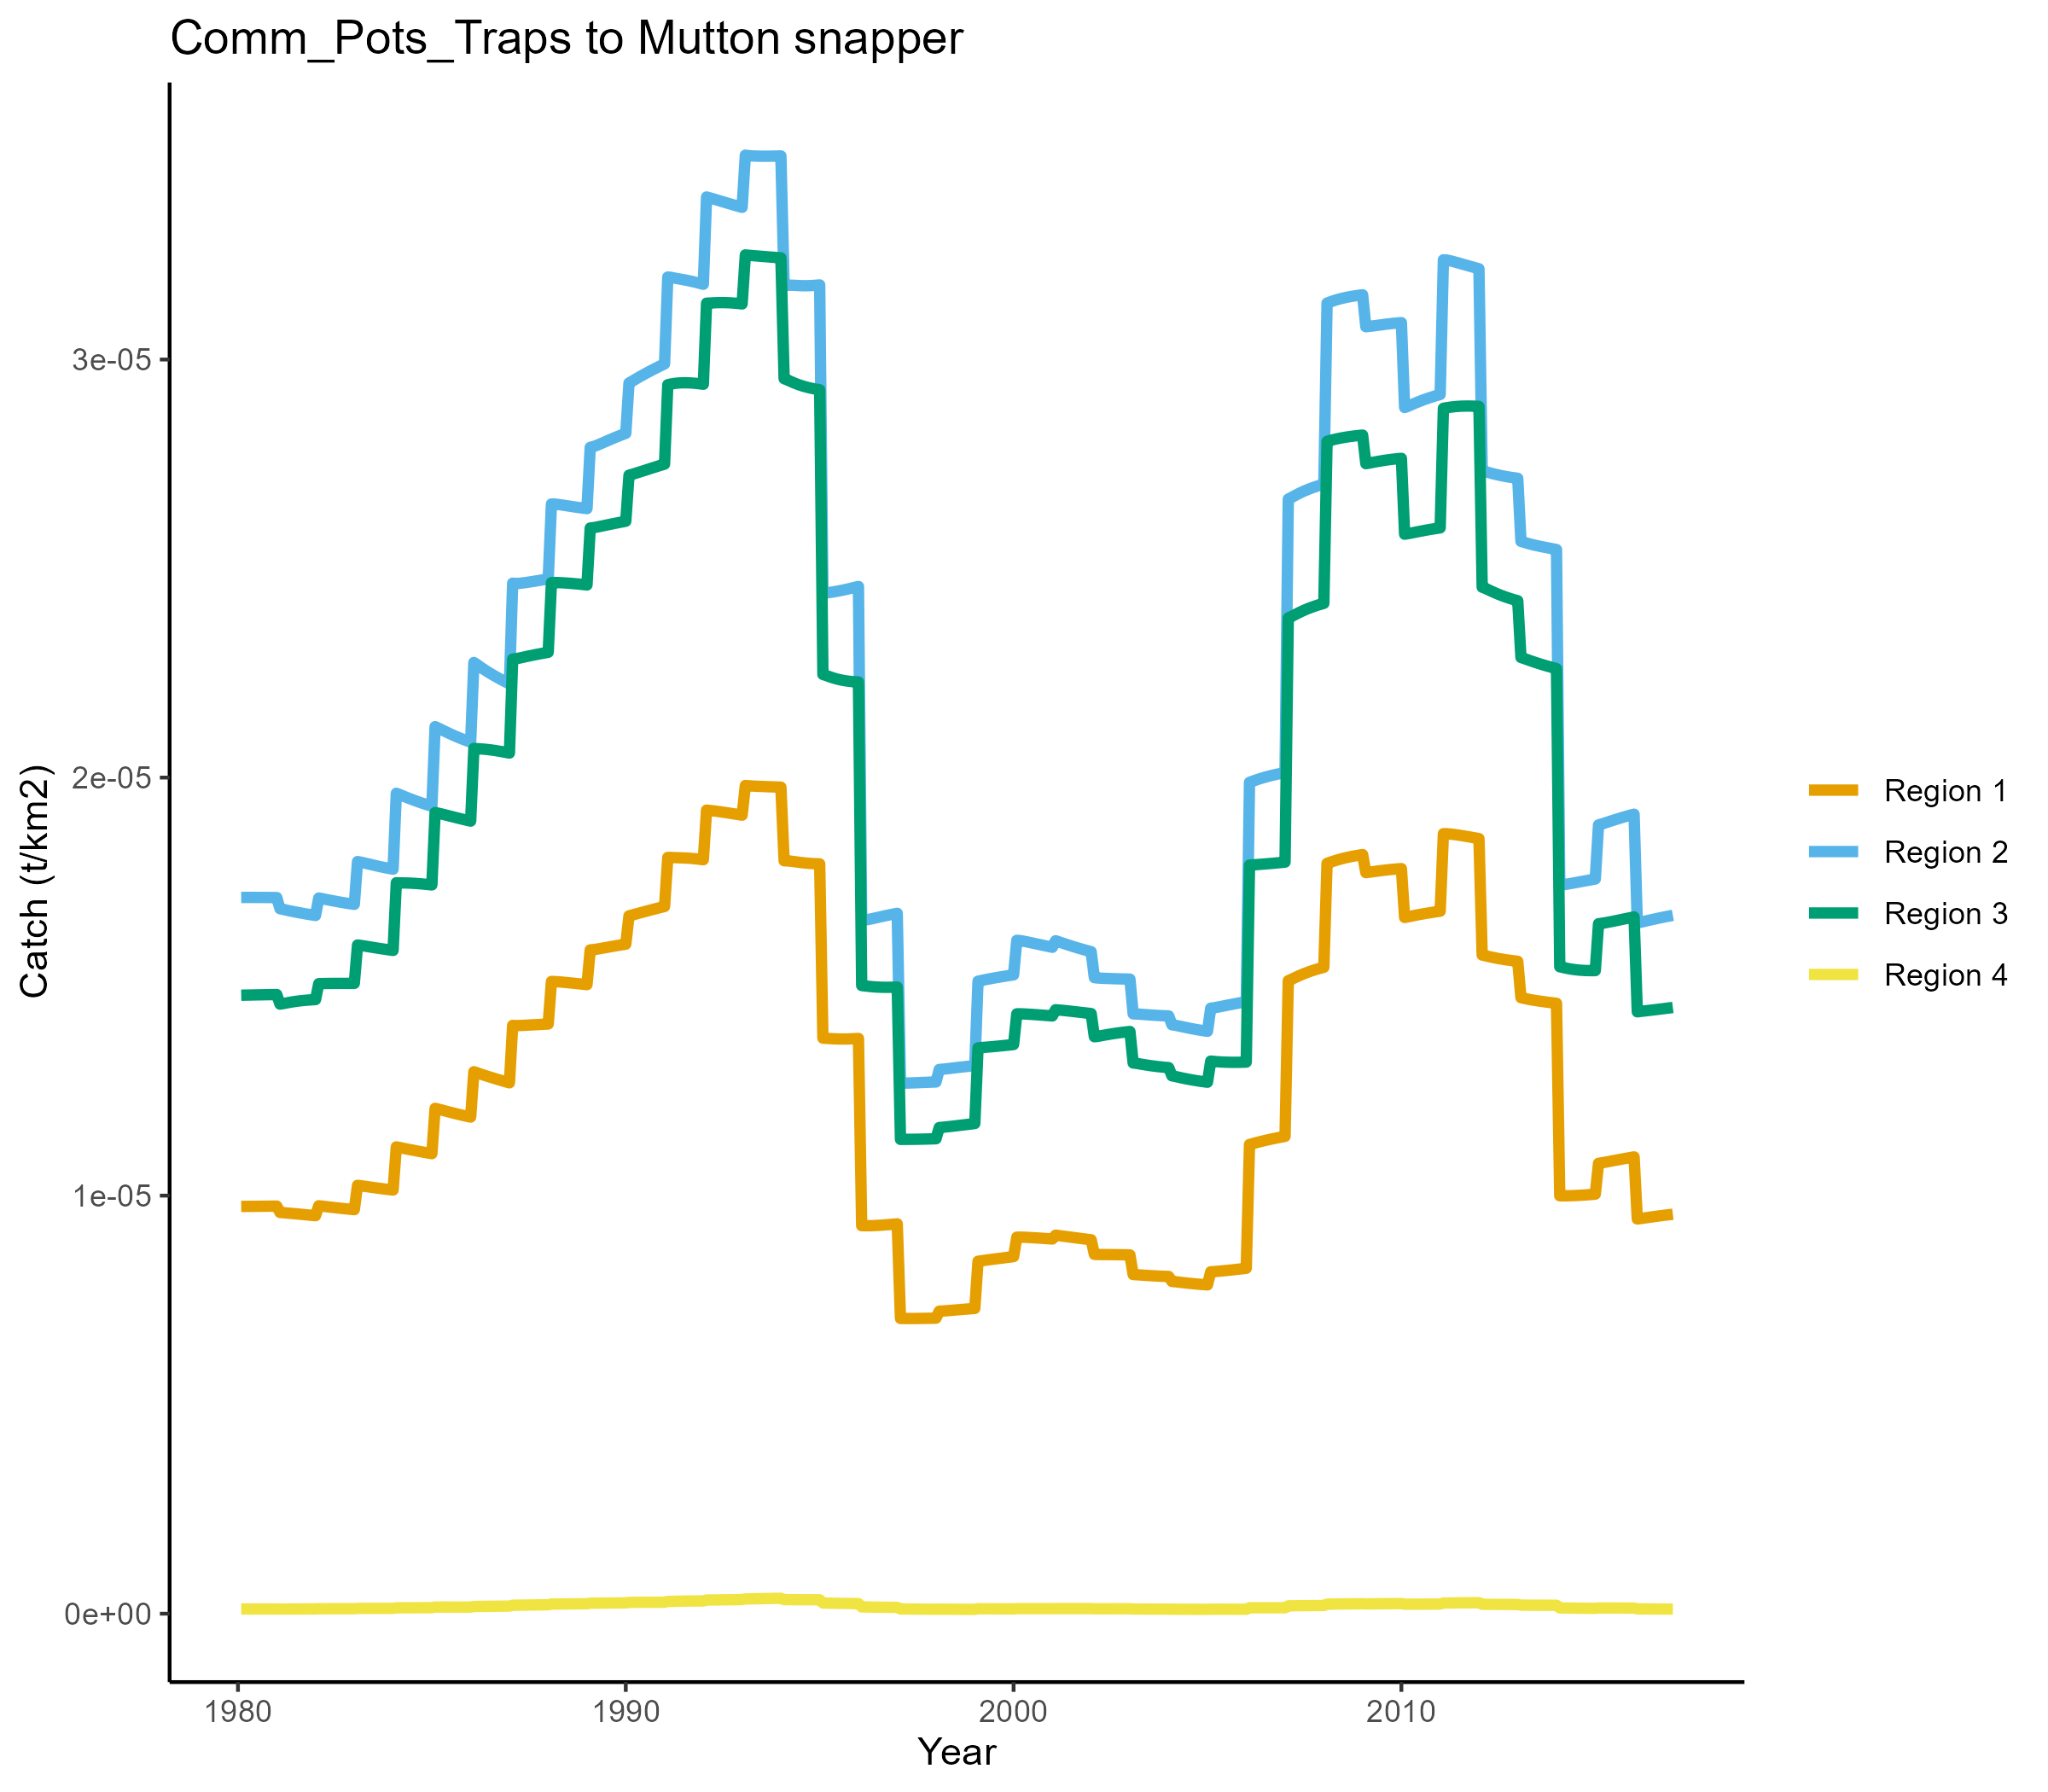 Comm_Pots_Traps to Mutton snapper
Catch (t/km2)
3e-05
2e-05
1e-05
0e+00
1980
1990
2000
2010
Year
Region 1
Region 2
Region 3
Region 4